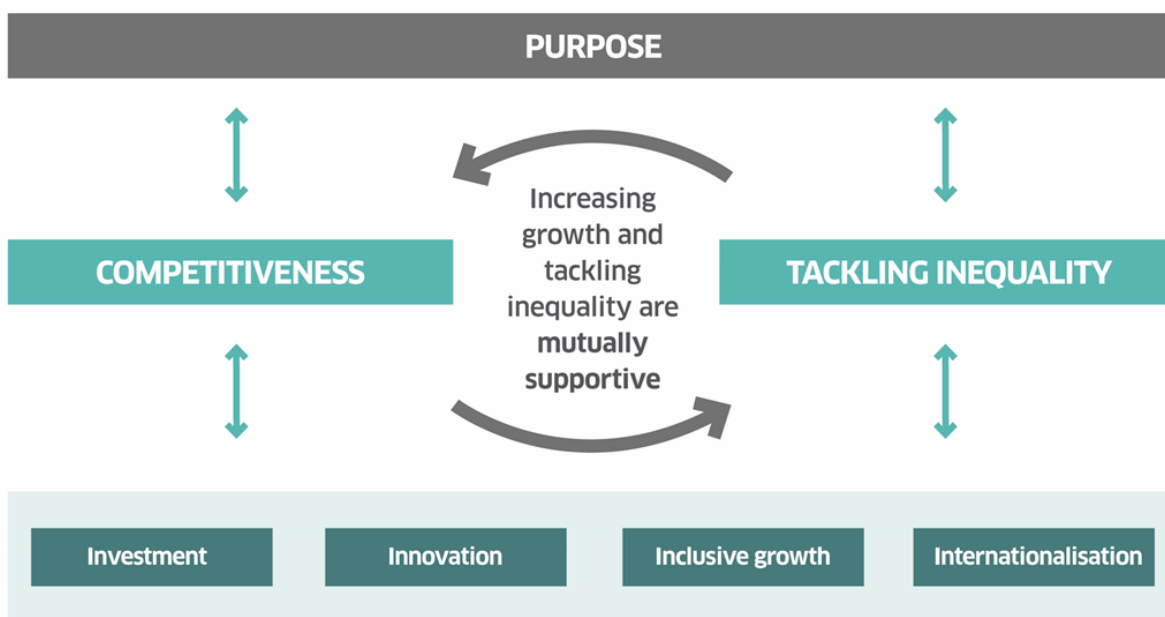 PURPOSE
COMPETITIVENESS
Increasing
growth and
tackling
inequality are
mutually
supportive
TACKLING INEQUALITY
Investment
Innovation
Inclusive growth
Internationalisation